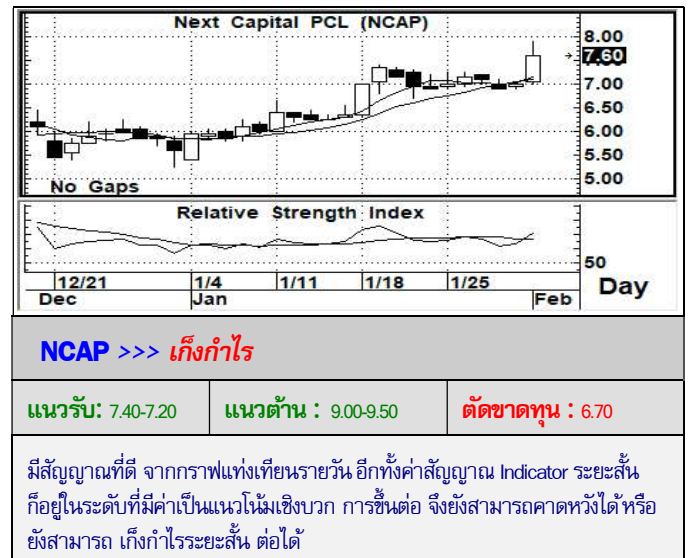 Next Capital PCL (NCAP)
8.00
7.60
7.00
6.50
6.00
5.50
5.00
No Gaps
Relative Strength Index
50
12/21 1/4 1/11 1/18 1/25
Dec Jan Feb
Day
NCAP >>> เก็งกำไร
แนวรับ: 7.40-7.20 แนวต้าน : 9.00-9.50 ตัดขาดทุน : 6.70
มีสัญญาณที่ดี จากกราฟแท่งเทียนรายวัน อีกทั้งค่าสัญญาณ Indicator ระยะสั้น
ก็อยู่ในระดับที่มีค่าเป็นแนวโน้มเชิงบวก การขึ้นต่อ จึงยังสามารถคาดหวังได้ หรือ
ยังสามารถ เก็งกำไรระยะสั้น ต่อได้